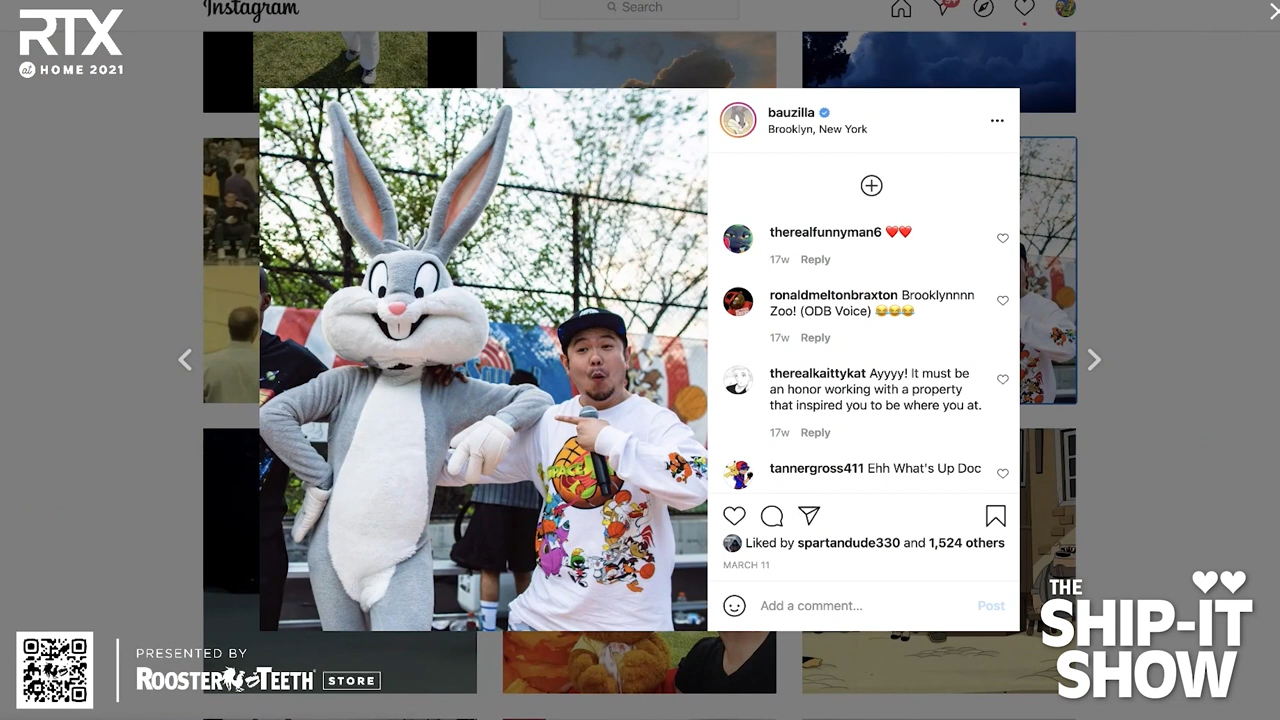 Instagram
Search
RTX
at HOME 2021
bauzilla
Brooklyn, New York
therealfunnyman6 ❤️❤️
17w Reply
ronaldmeltonbraxton Brooklynnnn
Zoo! (ODB Voice) 😂😂😂
17w Reply
therealkaittykat Ayyyy! It must be
an honor working with a property
that inspired you to be where you at.
17w Reply
tannergross411 Ehh What's Up Doc
Liked by spartandude330 and 1,524 others
MARCH 11
Add a comment... Post
SPACE
PRESENTED BY
ROOSTER TEETH STORE
THE
SHIP-IT
SHOW